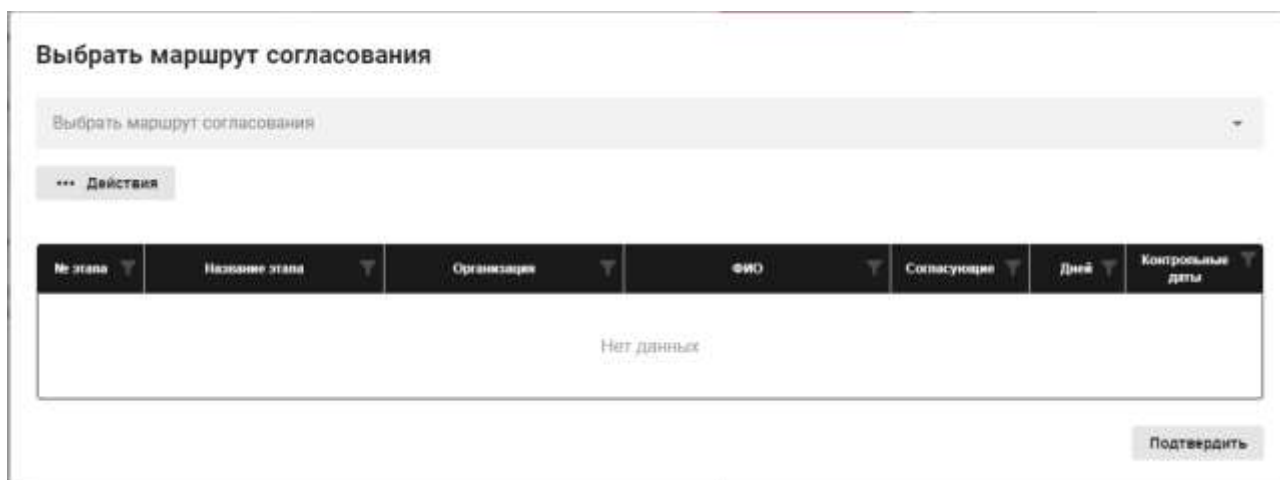 Выбрать маршрут согласования
Выбрать маршрут согласования
••• Действия
№ этапа Название этапа Организация ФИО Согласующие Дней Контрольные даты
Нет данных
Подтвердить